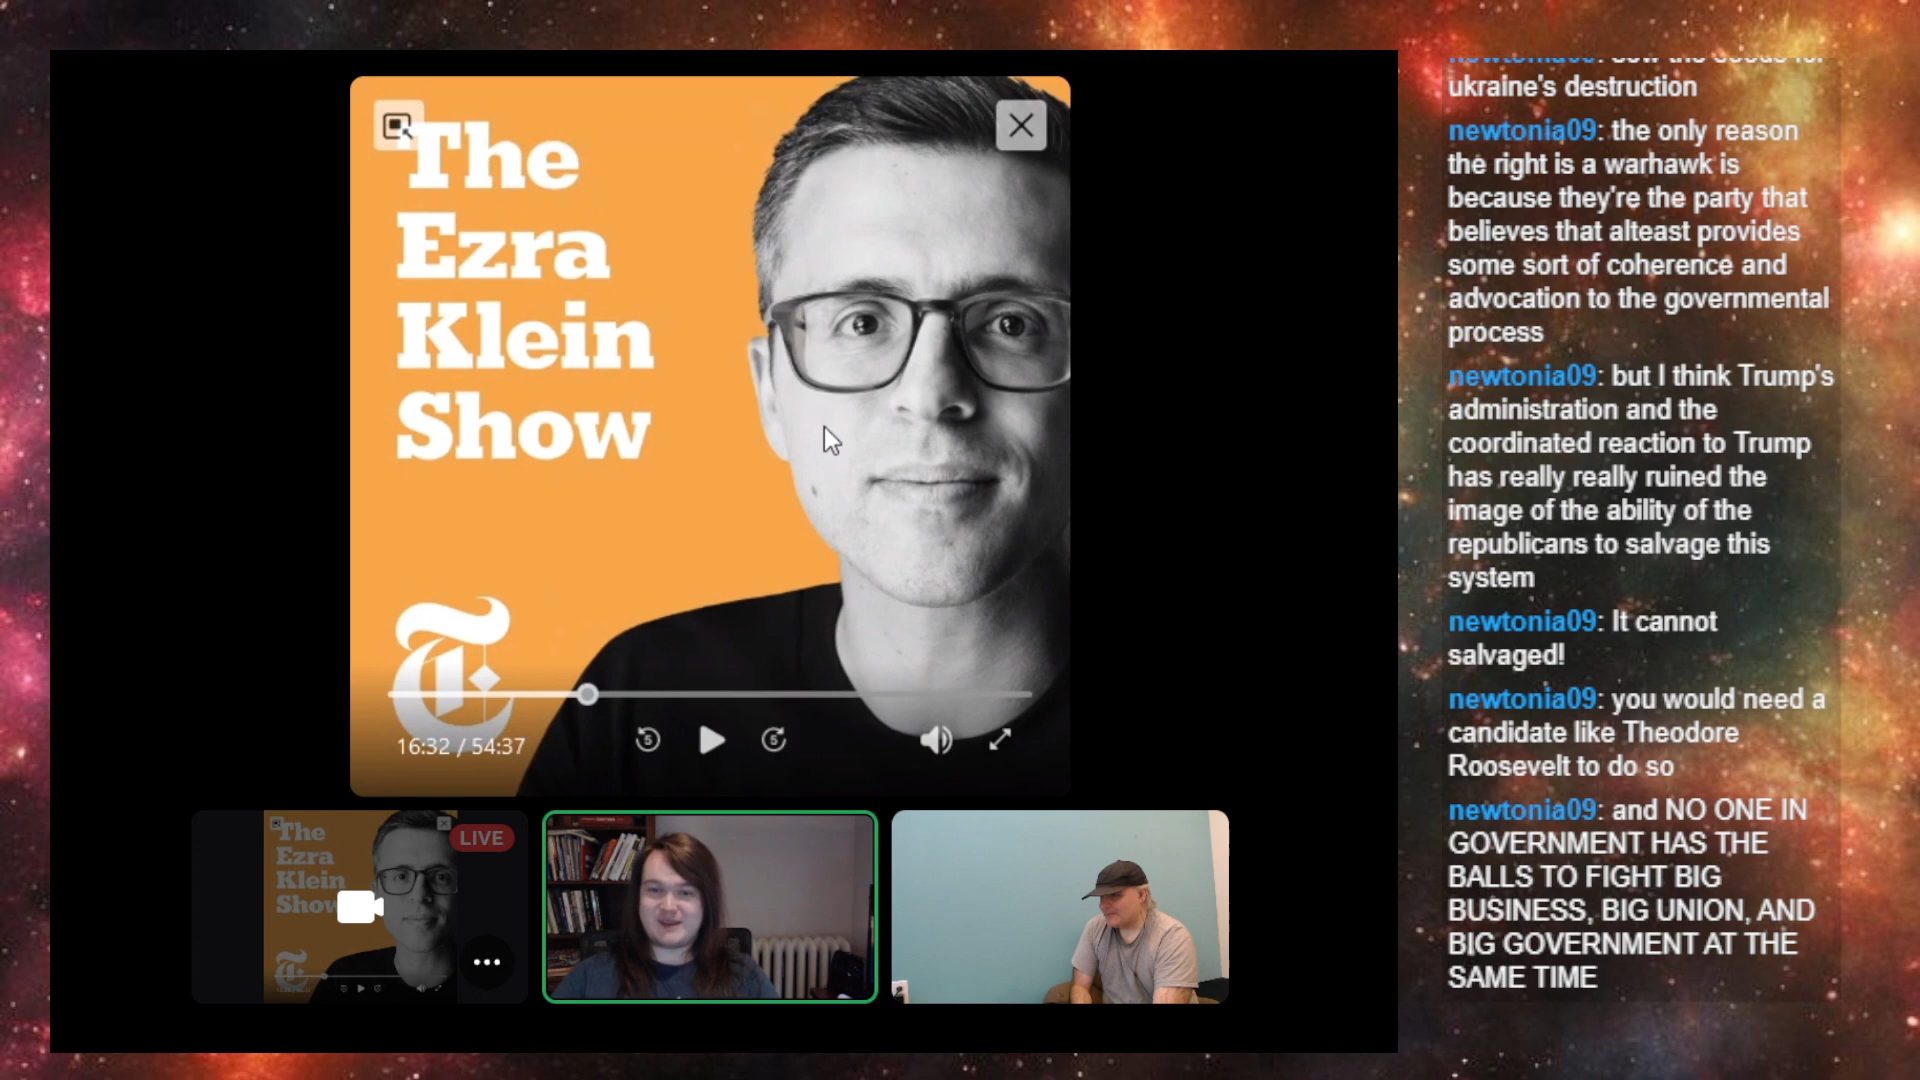 The
Ezra
Klein
Show
16:32 / 54:37
5
5
LIVE
The
Ezra
Klein
Show
ukraine's destruction
newtonia09: the only reason
the right is a warhawk is
because they're the party that
believes that alteast provides
some sort of coherence and
advocation to the governmental
process
newtonia09: but I think Trump's
administration and the
coordinated reaction to Trump
has really really ruined the
image of the ability of the
republicans to salvage this
system
newtonia09: It cannot
salvaged!
newtonia09: you would need a
candidate like Theodore
Roosevelt to do so
newtonia09: and NO ONE IN
GOVERNMENT HAS THE
BALLS TO FIGHT BIG
BUSINESS, BIG UNION, AND
BIG GOVERNMENT AT THE
SAME TIME